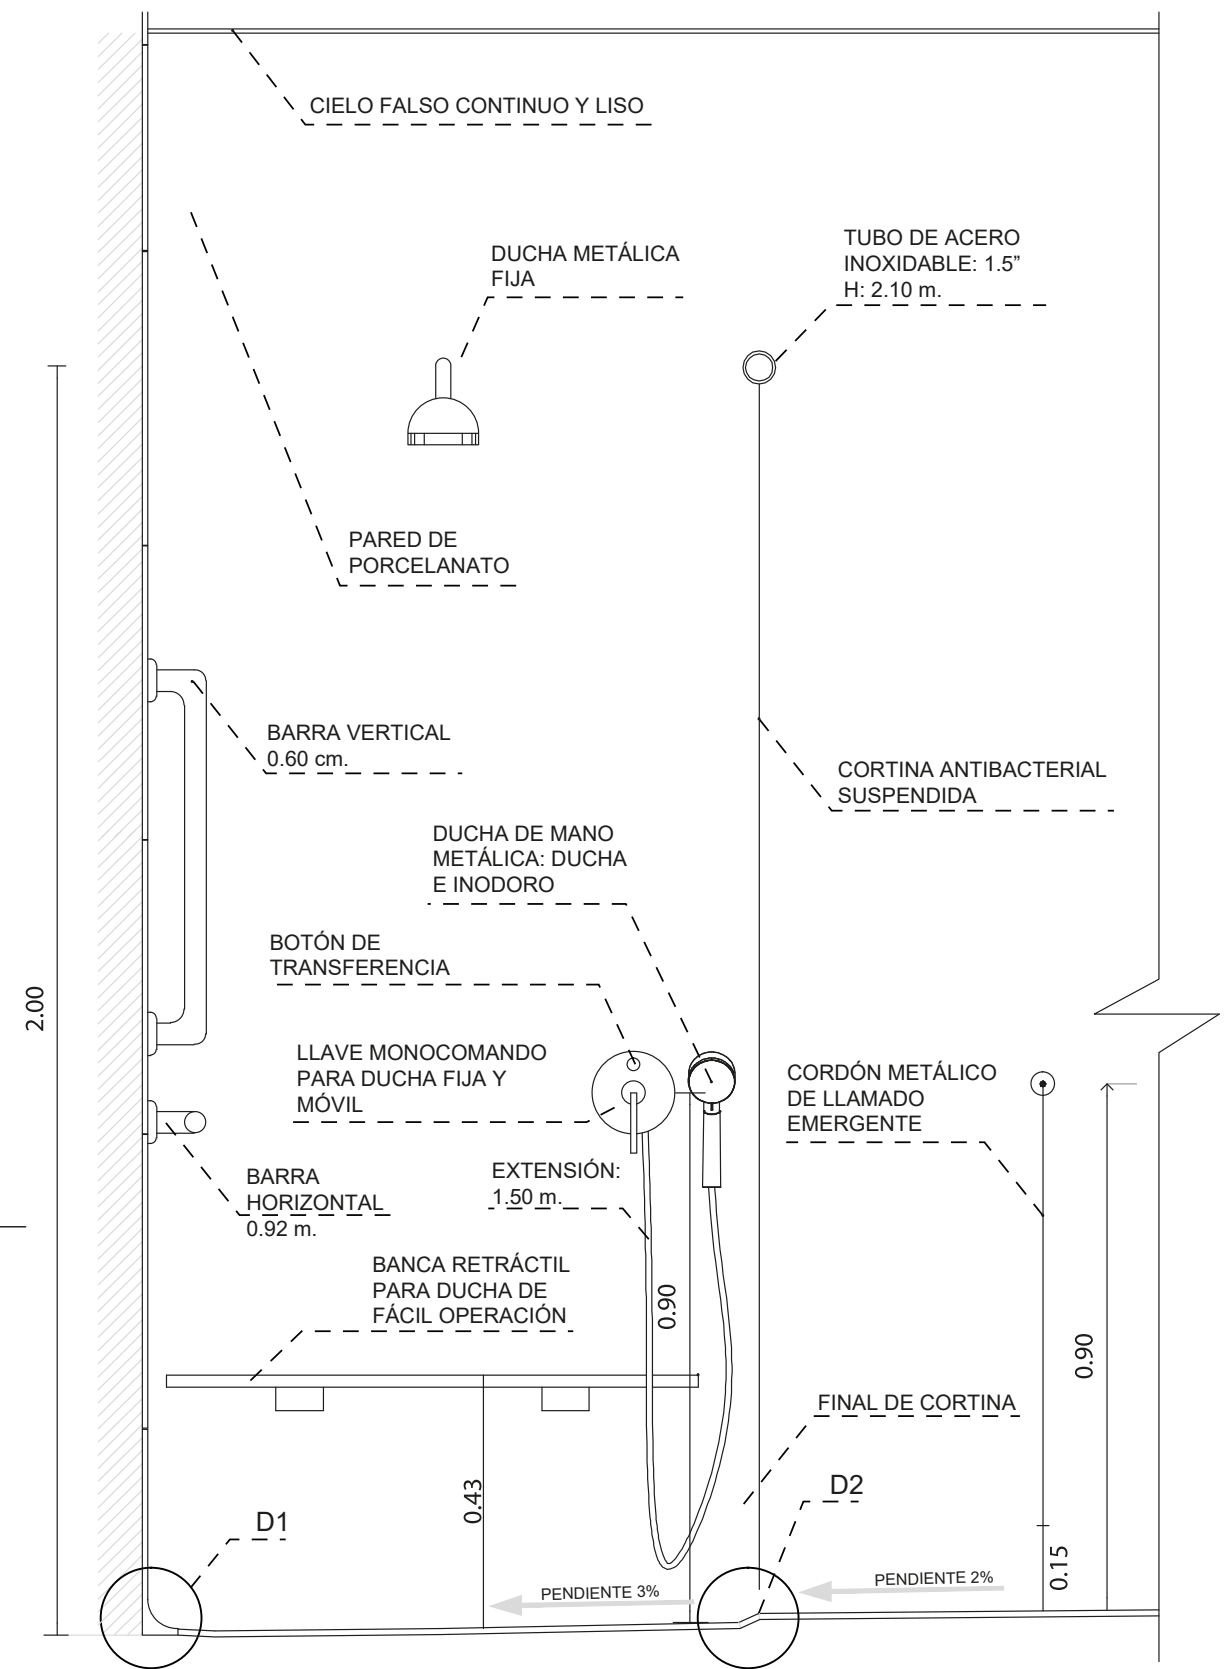 CIELO FALSO CONTINUO Y LISO
DUCHA METÁLICA
FIJA
TUBO DE ACERO
INOXIDABLE: 1.5”
H: 2.10 m.
PARED DE
PORCELANATO
BARRA VERTICAL
0.60 cm.
CORTINA ANTIBACTERIAL
SUSPENDIDA
DUCHA DE MANO
METÁLICA: DUCHA
E INODORO
BOTÓN DE
TRANSFERENCIA
2.00
LLAVE MONOCOMANDO
PARA DUCHA FIJA Y
MÓVIL
CORDÓN METÁLICO
DE LLAMADO
EMERGENTE
BARRA
HORIZONTAL
0.92 m.
EXTENSIÓN:
1.50 m.
BANCA RETRÁCTIL
PARA DUCHA DE
FÁCIL OPERACIÓN
0.90
0.90
FINAL DE CORTINA
0.43
D1
D2
0.15
PENDIENTE 3%
PENDIENTE 2%